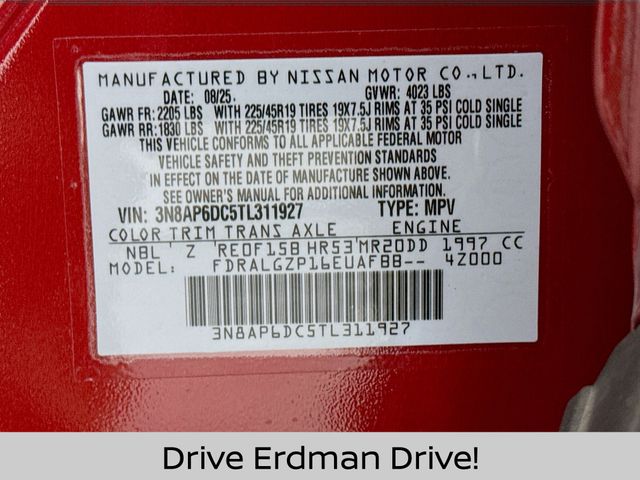 MANUFACTURED BY NISSAN MOTOR CO., LTD.
DATE: 08/25. GVWR: 4023 LBS
GAWR FR: 2205 LBS WITH 225/45R19 TIRES 19X7.5J RIMS AT 35 PSI COLD SINGLE
GAWR RR: 1830 LBS WITH 225/45R19 TIRES 19X7.5J RIMS AT 35 PSI COLD SINGLE
THIS VEHICLE CONFORMS TO ALL APPLICABLE FEDERAL MOTOR
VEHICLE SAFETY AND THEFT PREVENTION STANDARDS
IN EFFECT ON THE DATE OF MANUFACTURE SHOWN ABOVE.
SEE OWNER'S MANUAL FOR ADDITIONAL INFORMATION.
VIN: 3N8AP6DC5TL311927 TYPE: MPV
COLOR TRIM TRANS AXLE ENGINE
NBL ' Z 'RE0F15B HR53'MR20DD 1997 CC
MODEL: FDRALGZP16EUAFBB-- 4Z000
3N8AP6DC5TL311927
Drive Erdman Drive!